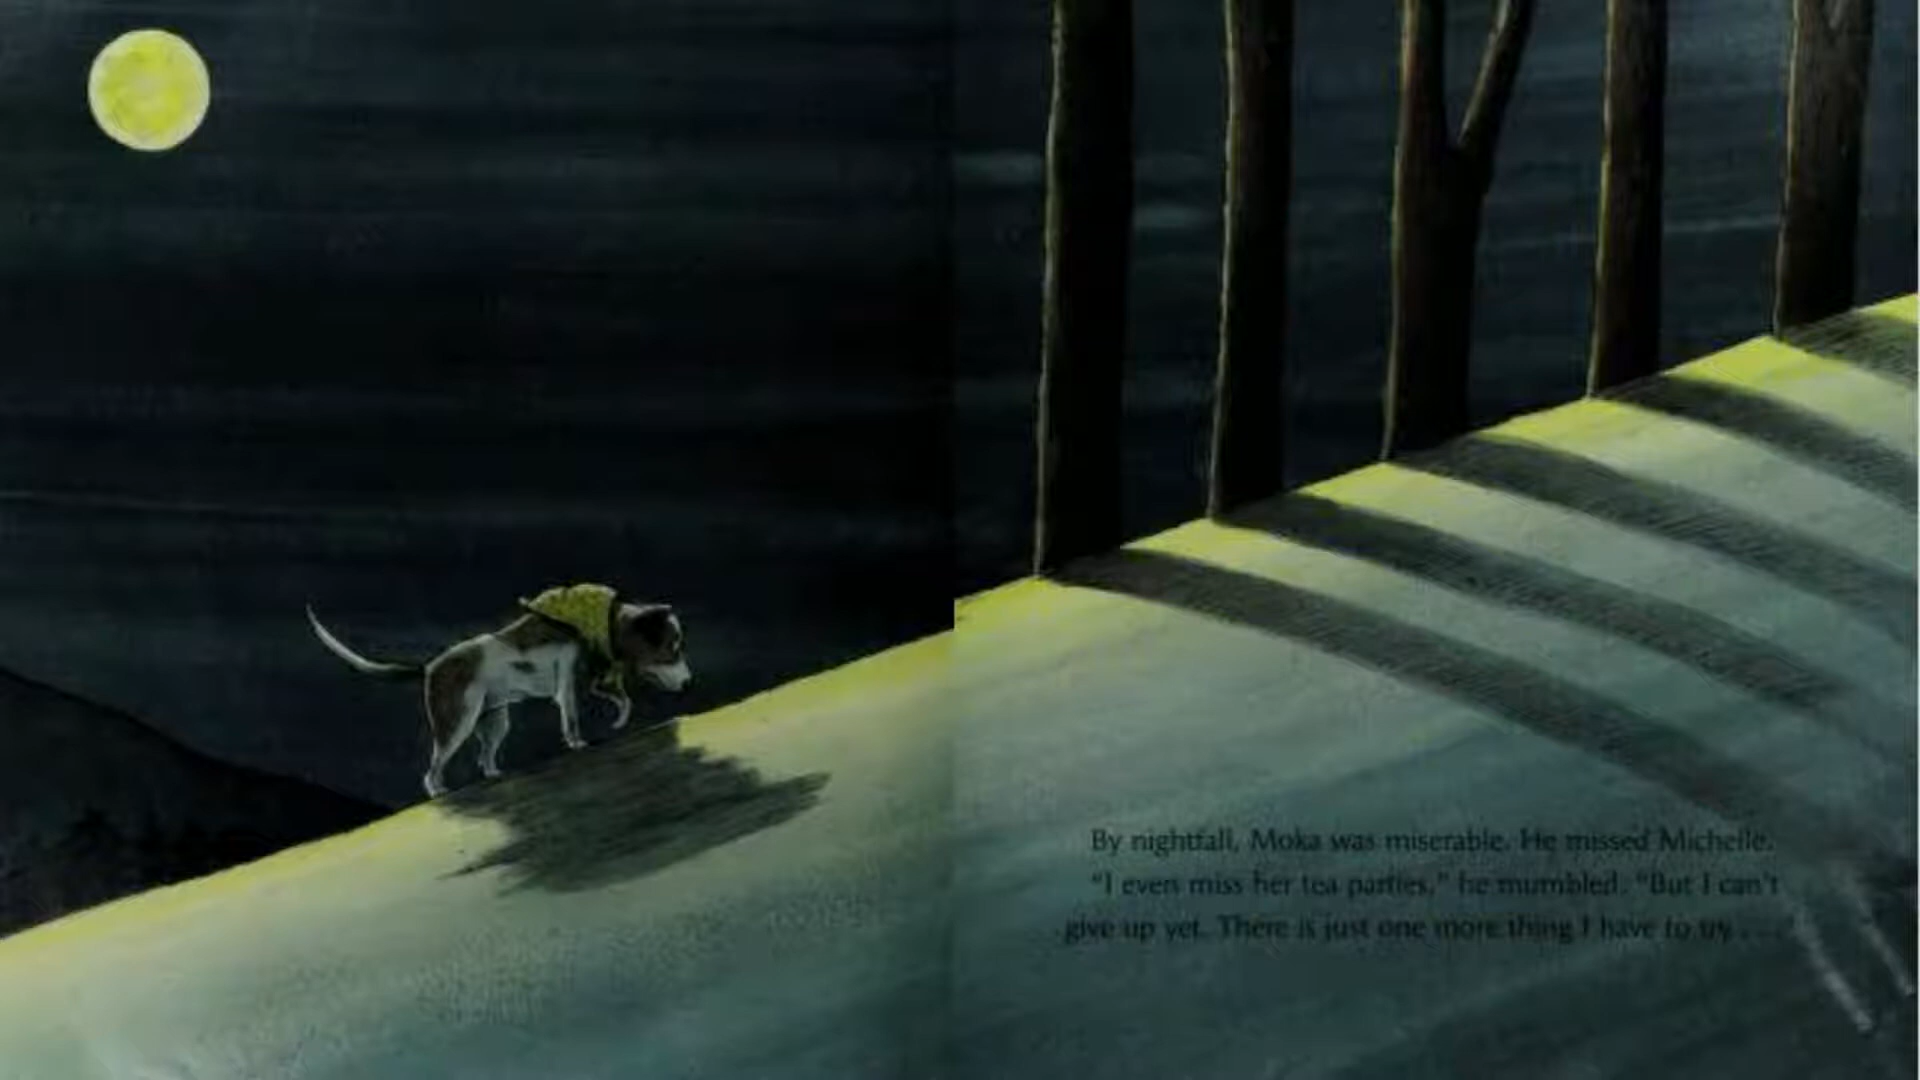 By nightfall, Moka was miserable. He missed Michelle.
“I even miss her tea parties,” he mumbled. “But I can’t
give up yet. There is just one more thing I have to try . . .